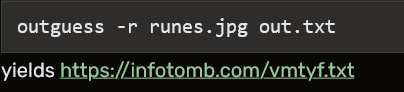 outguess -r runes.jpg out.txt
yields https://infotomb.com/vmtyf.txt